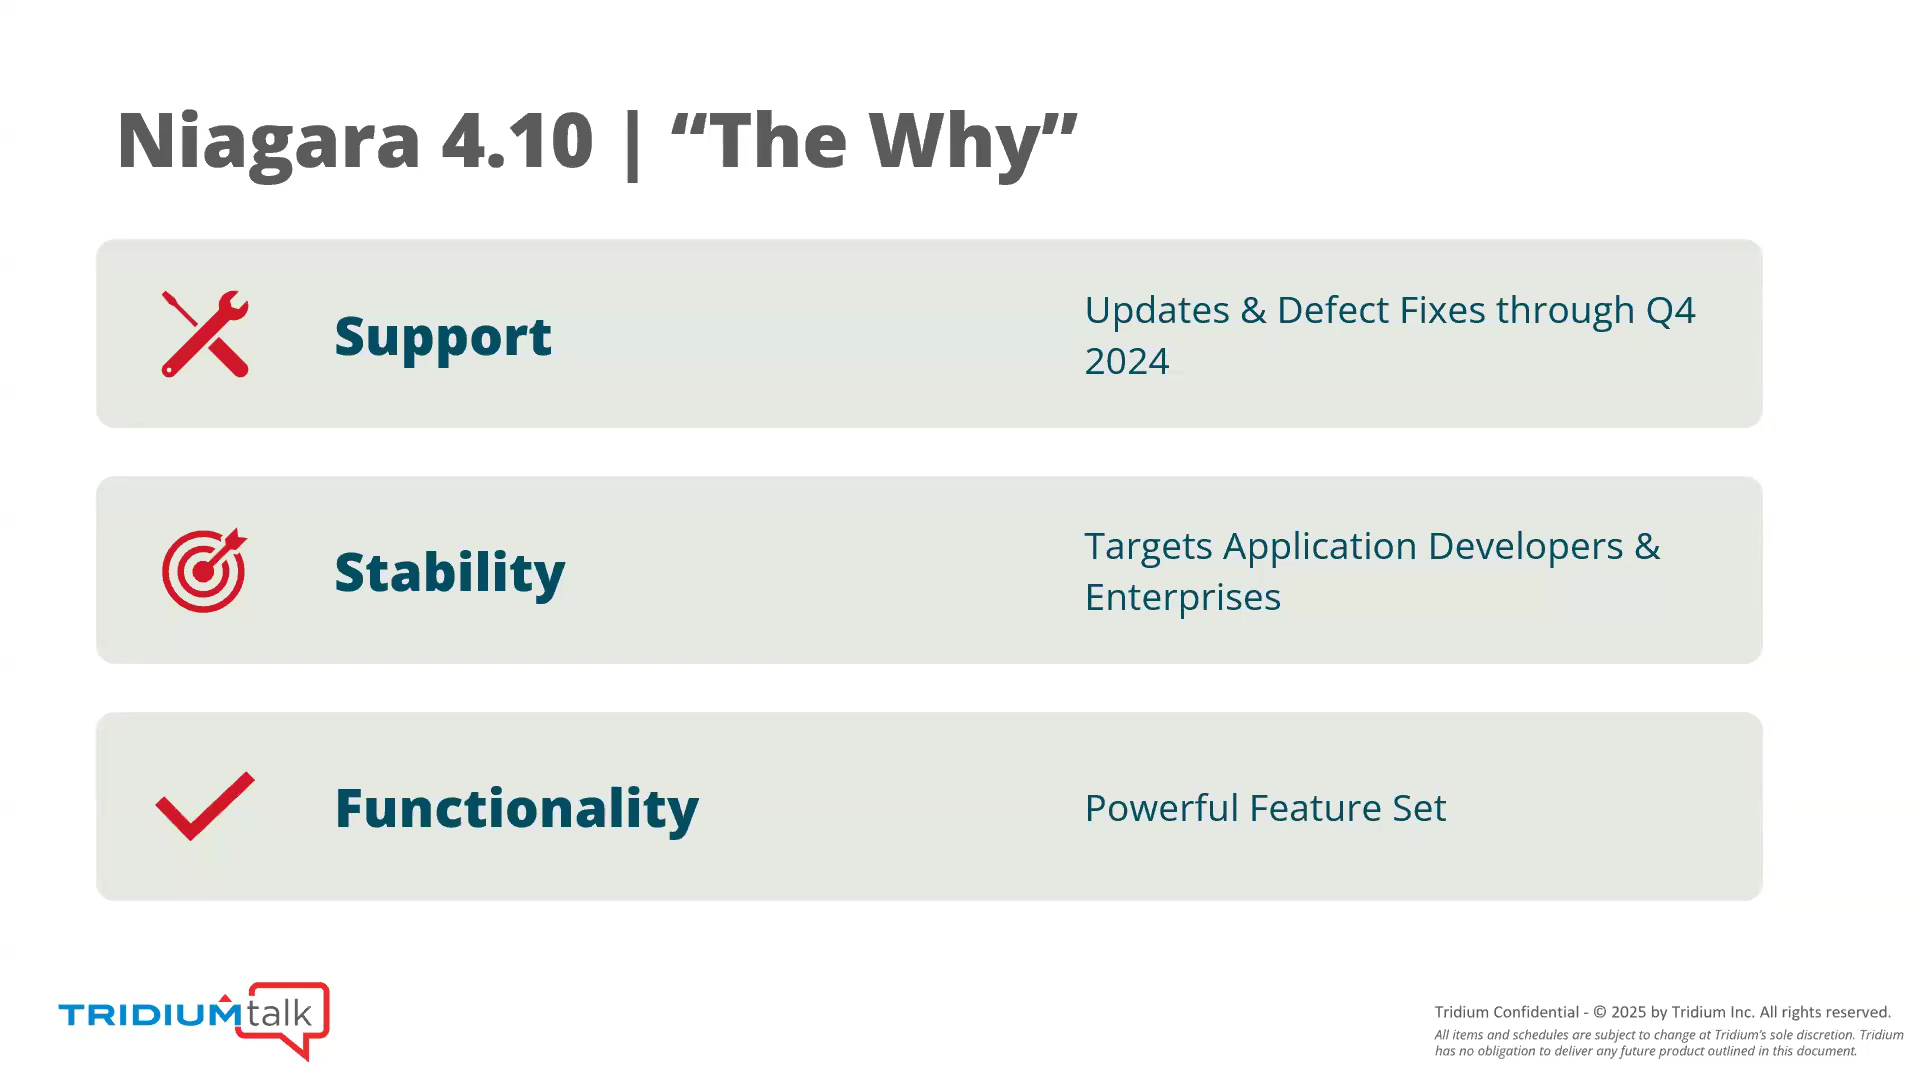 Niagara 4.10 | “The Why”
Support
Updates & Defect Fixes through Q4
2024
Stability
Targets Application Developers &
Enterprises
Functionality
Powerful Feature Set
TRIDIUMtalk
Tridium Confidential - © 2025 by Tridium Inc. All rights reserved.
All items and schedules are subject to change at Tridium’s sole discretion. Tridium
has no obligation to deliver any future product outlined in this document.